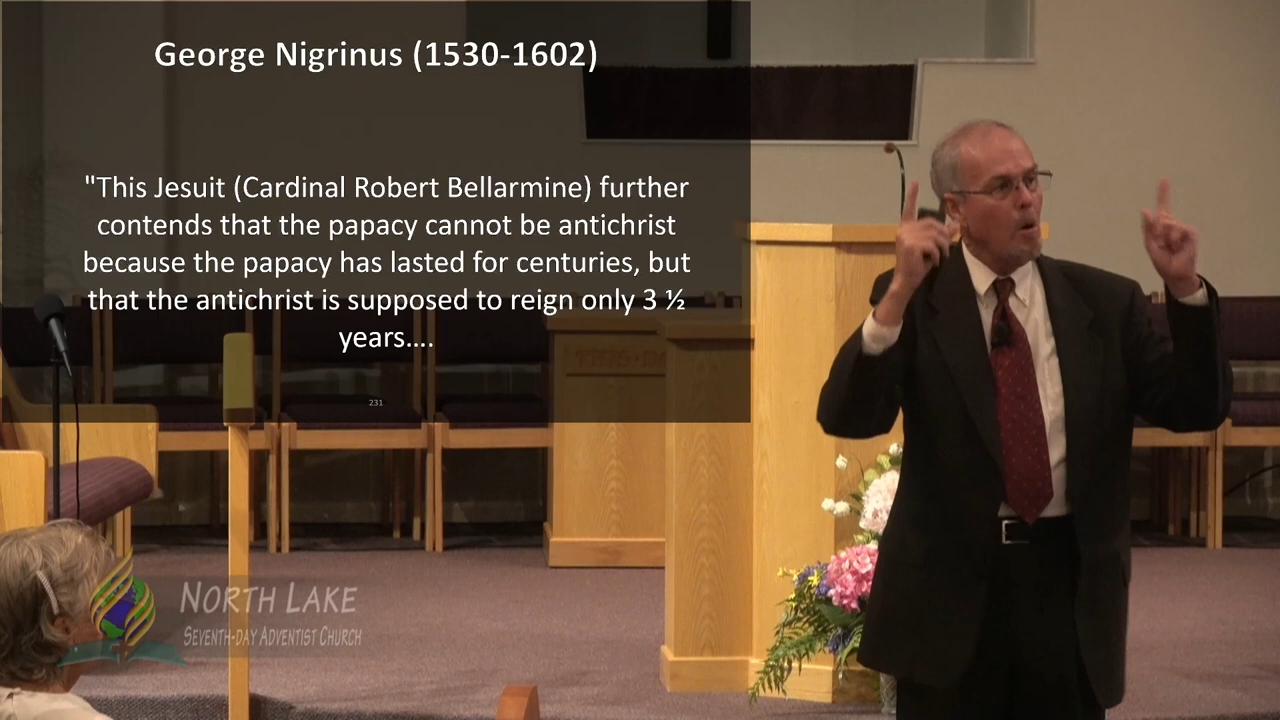 George Nigrinus (1530-1602)
"This Jesuit (Cardinal Robert Bellarmine) further
contends that the papacy cannot be antichrist
because the papacy has lasted for centuries, but
that the antichrist is supposed to reign only 3 ½
years....
231
NORTH LAKE
SEVENTH-DAY ADVENTIST CHURCH